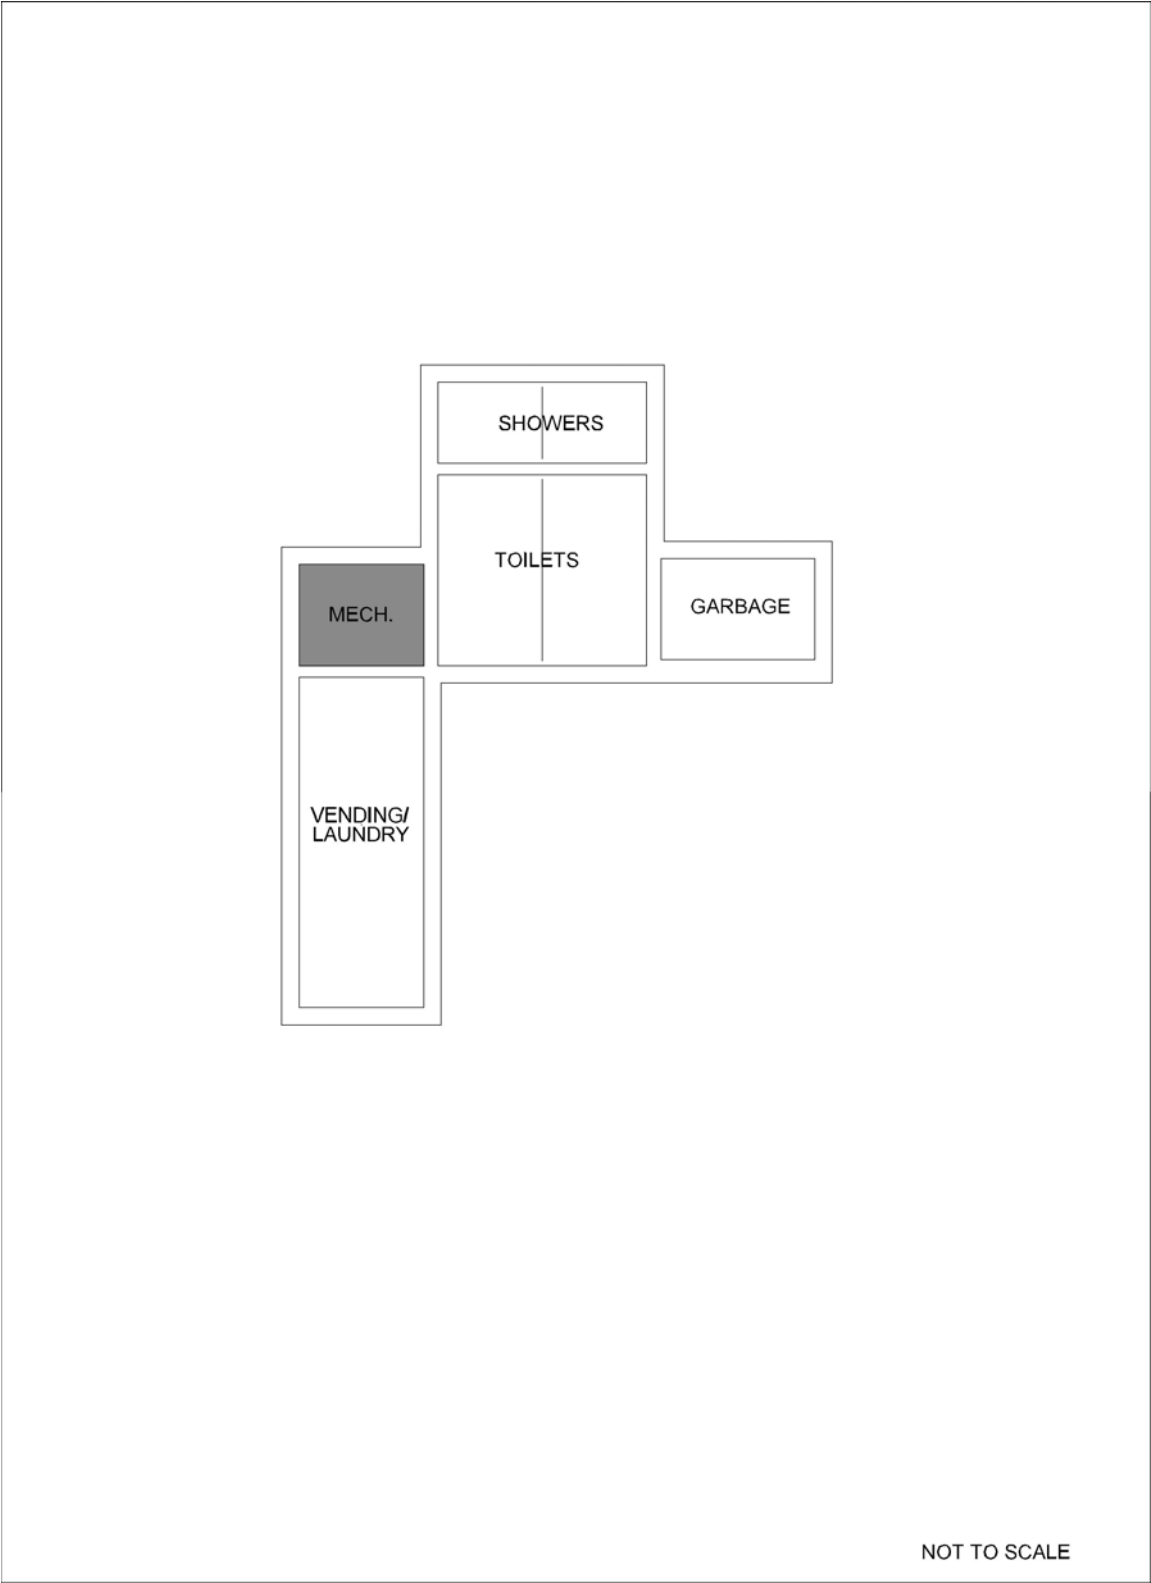 SHOWERS
TOILETS
GARBAGE
MECH.
VENDING/
LAUNDRY
NOT TO SCALE